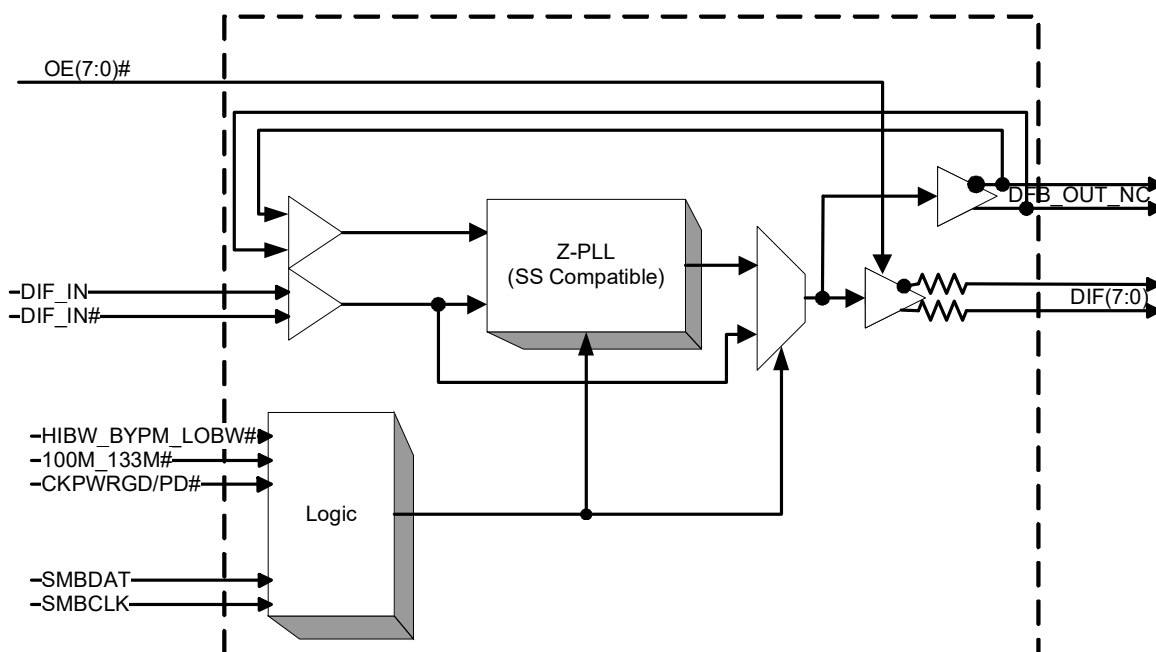 OE(7:0)#
DFB_OUT_NC
Z-PLL
(SS Compatible)
DIF_IN
DIF_IN#
DIF(7:0)
HIBW_BYPM_LOBW#
100M_133M#
CKPWRGD/PD#
Logic
SMBDAT
SMBCLK